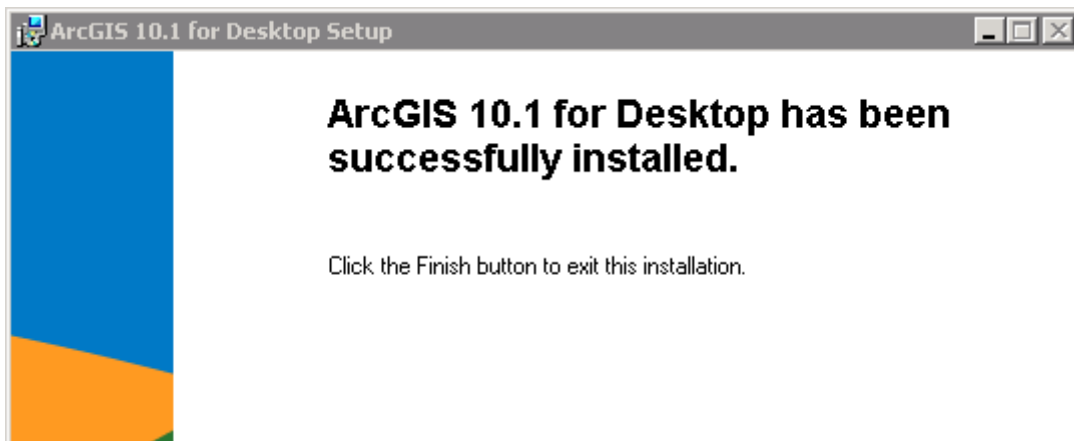 ArcGIS 10.1 for Desktop Setup
ArcGIS 10.1 for Desktop has been
successfully installed.
Click the Finish button to exit this installation.